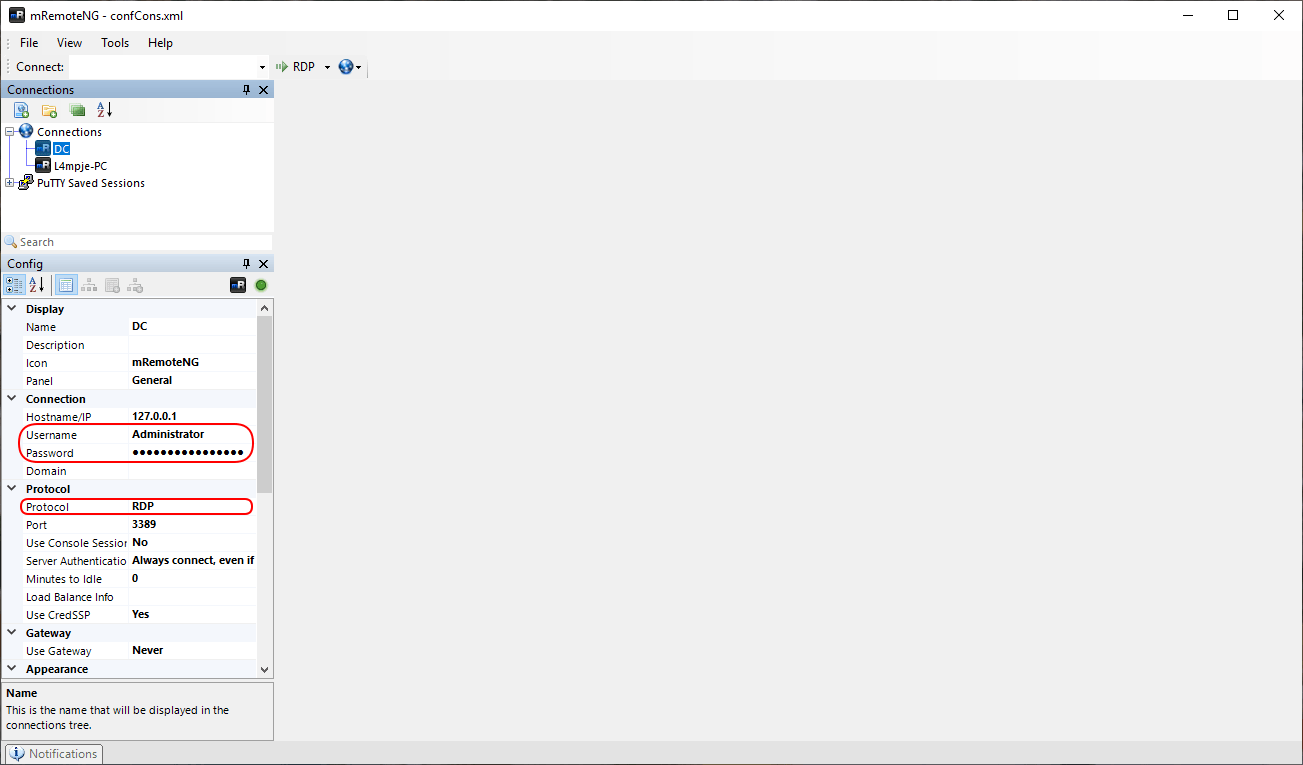 mRemoteNG - confCons.xml
File View Tools Help
Connect: RDP
Connections
Connections
DC
L4mpje-PC
PuTTY Saved Sessions
Search
Config
Display
Name DC
Description
Icon mRemoteNG
Panel General
Connection
Hostname/IP 127.0.0.1
Username Administrator
Password ●●●●●●●●●●●●●●●●
Domain
Protocol
Protocol RDP
Port 3389
Use Console Session No
Server Authenticatio Always connect, even if
Minutes to Idle 0
Load Balance Info
Use CredSSP Yes
Gateway
Use Gateway Never
Appearance
Name
This is the name that will be displayed in the
connections tree.
Notifications